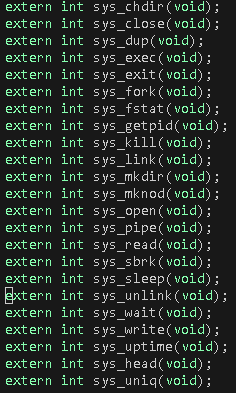 extern int sys_chdir(void);
extern int sys_close(void);
extern int sys_dup(void);
extern int sys_exec(void);
extern int sys_exit(void);
extern int sys_fork(void);
extern int sys_fstat(void);
extern int sys_getpid(void);
extern int sys_kill(void);
extern int sys_link(void);
extern int sys_mkdir(void);
extern int sys_mknod(void);
extern int sys_open(void);
extern int sys_pipe(void);
extern int sys_read(void);
extern int sys_sbrk(void);
extern int sys_sleep(void);
extern int sys_unlink(void);
extern int sys_wait(void);
extern int sys_write(void);
extern int sys_uptime(void);
extern int sys_head(void);
extern int sys_uniq(void);